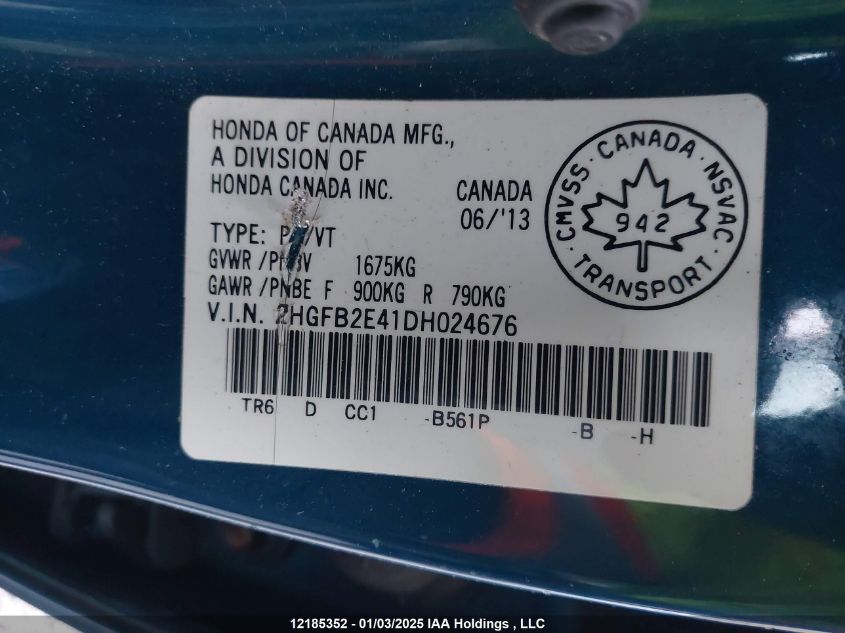 HONDA OF CANADA MFG.,
A DIVISION OF
HONDA CANADA INC.
CANADA
06/'13
CMVSS · CANADA · NSVAC
942
TRANSPORT
TYPE:
GVWR 1675KG
GAWR /PNBE F 900KG R 790KG
V.I.N. 2HGFB2E41DH024676
TR6 D CC1 -B561P -B -H
12185352 - 01/03/2025 IAA Holdings , LLC